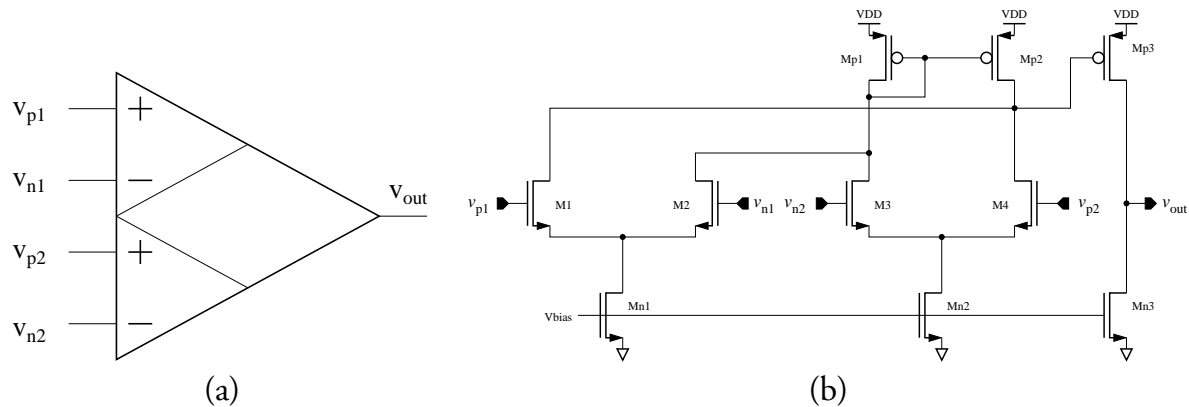 v_p1
+
v_n1
−
v_p2
+
v_n2
−
v_out
(a)
VDD VDD VDD
Mp1 Mp2 Mp3
v_p1 M1 M2 v_n1 v_n2 M3 M4 v_p2 v_out
Vbias Mn1 Mn2 Mn3
(b)